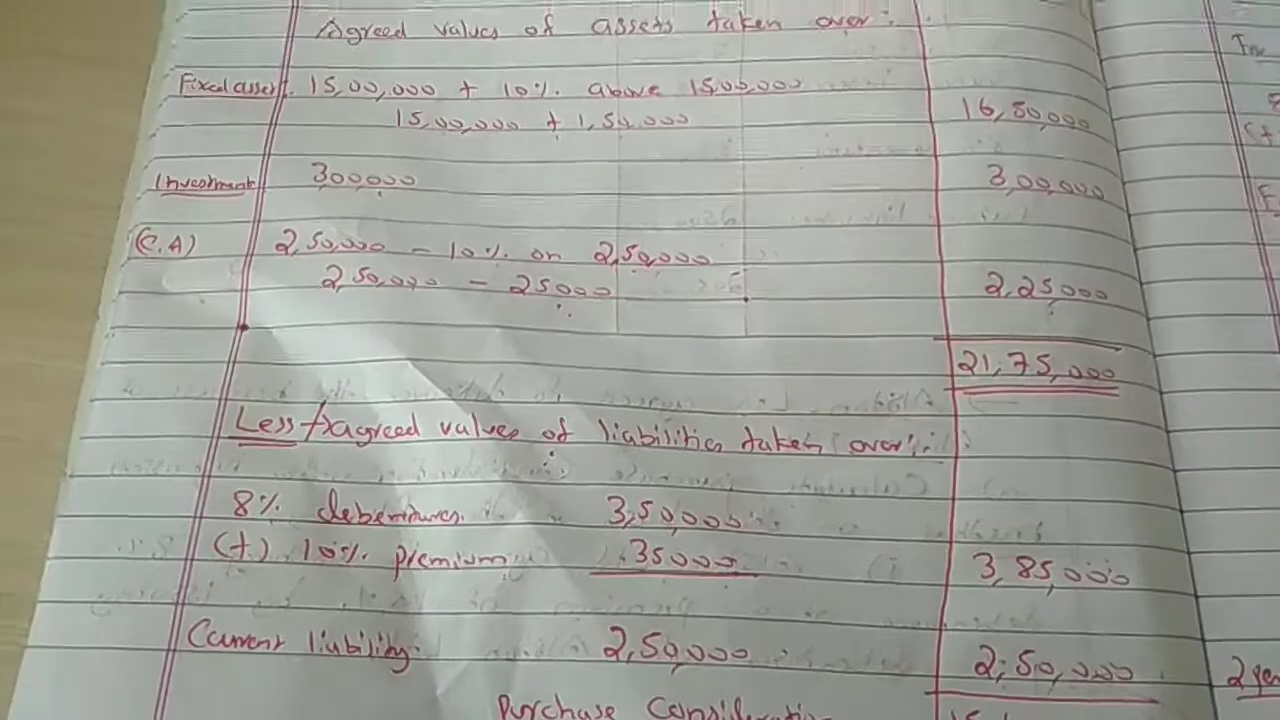 Agreed values of assets taken over:
Fixed asset. 15,00,000 + 10%. above 15,00,000
15,00,000 + 1,50,000 16,50,000
Investment 300,000 3,00,000
(C.A) 2,50,000 - 10%. on 2,50,000
2,50,000 - 25000 2,25000
21,75,000
Less agreed values of liabilities taken over:
8%. debentures. 3,50,000
(+) 10%. premium 35000 3,85,000
Current liability. 2,50,000 2,50,000
Purchase Consideration